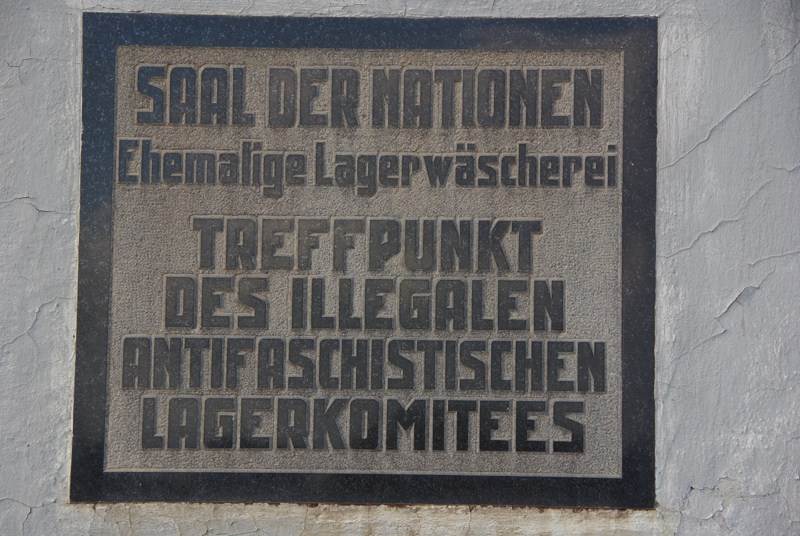 SAAL DER NATIONEN
Ehemalige Lagerwäscherei
TREFFPUNKT
DES ILLEGALEN
ANTIFASCHISTISCHEN
LAGERKOMITEES